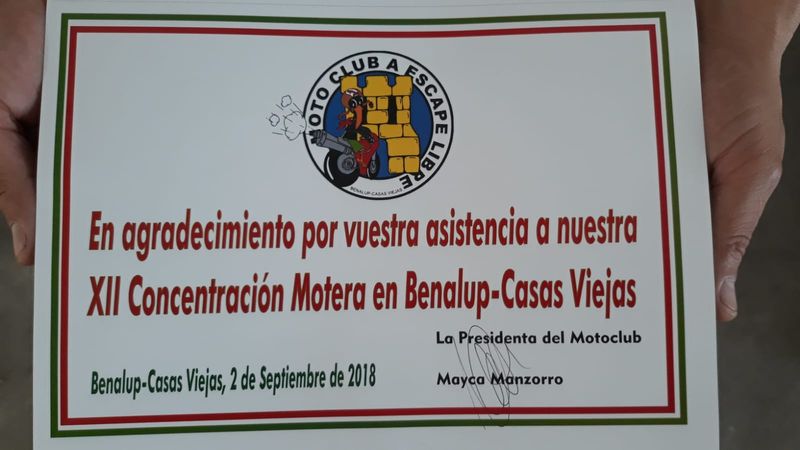 MOTO CLUB A ESCAPE LIBRE
BENALUP-CASAS VIEJAS
En agradecimiento por vuestra asistencia a nuestra
XII Concentración Motera en Benalup-Casas Viejas
La Presidenta del Motoclub
Benalup-Casas Viejas, 2 de Septiembre de 2018
Mayca Manzorro